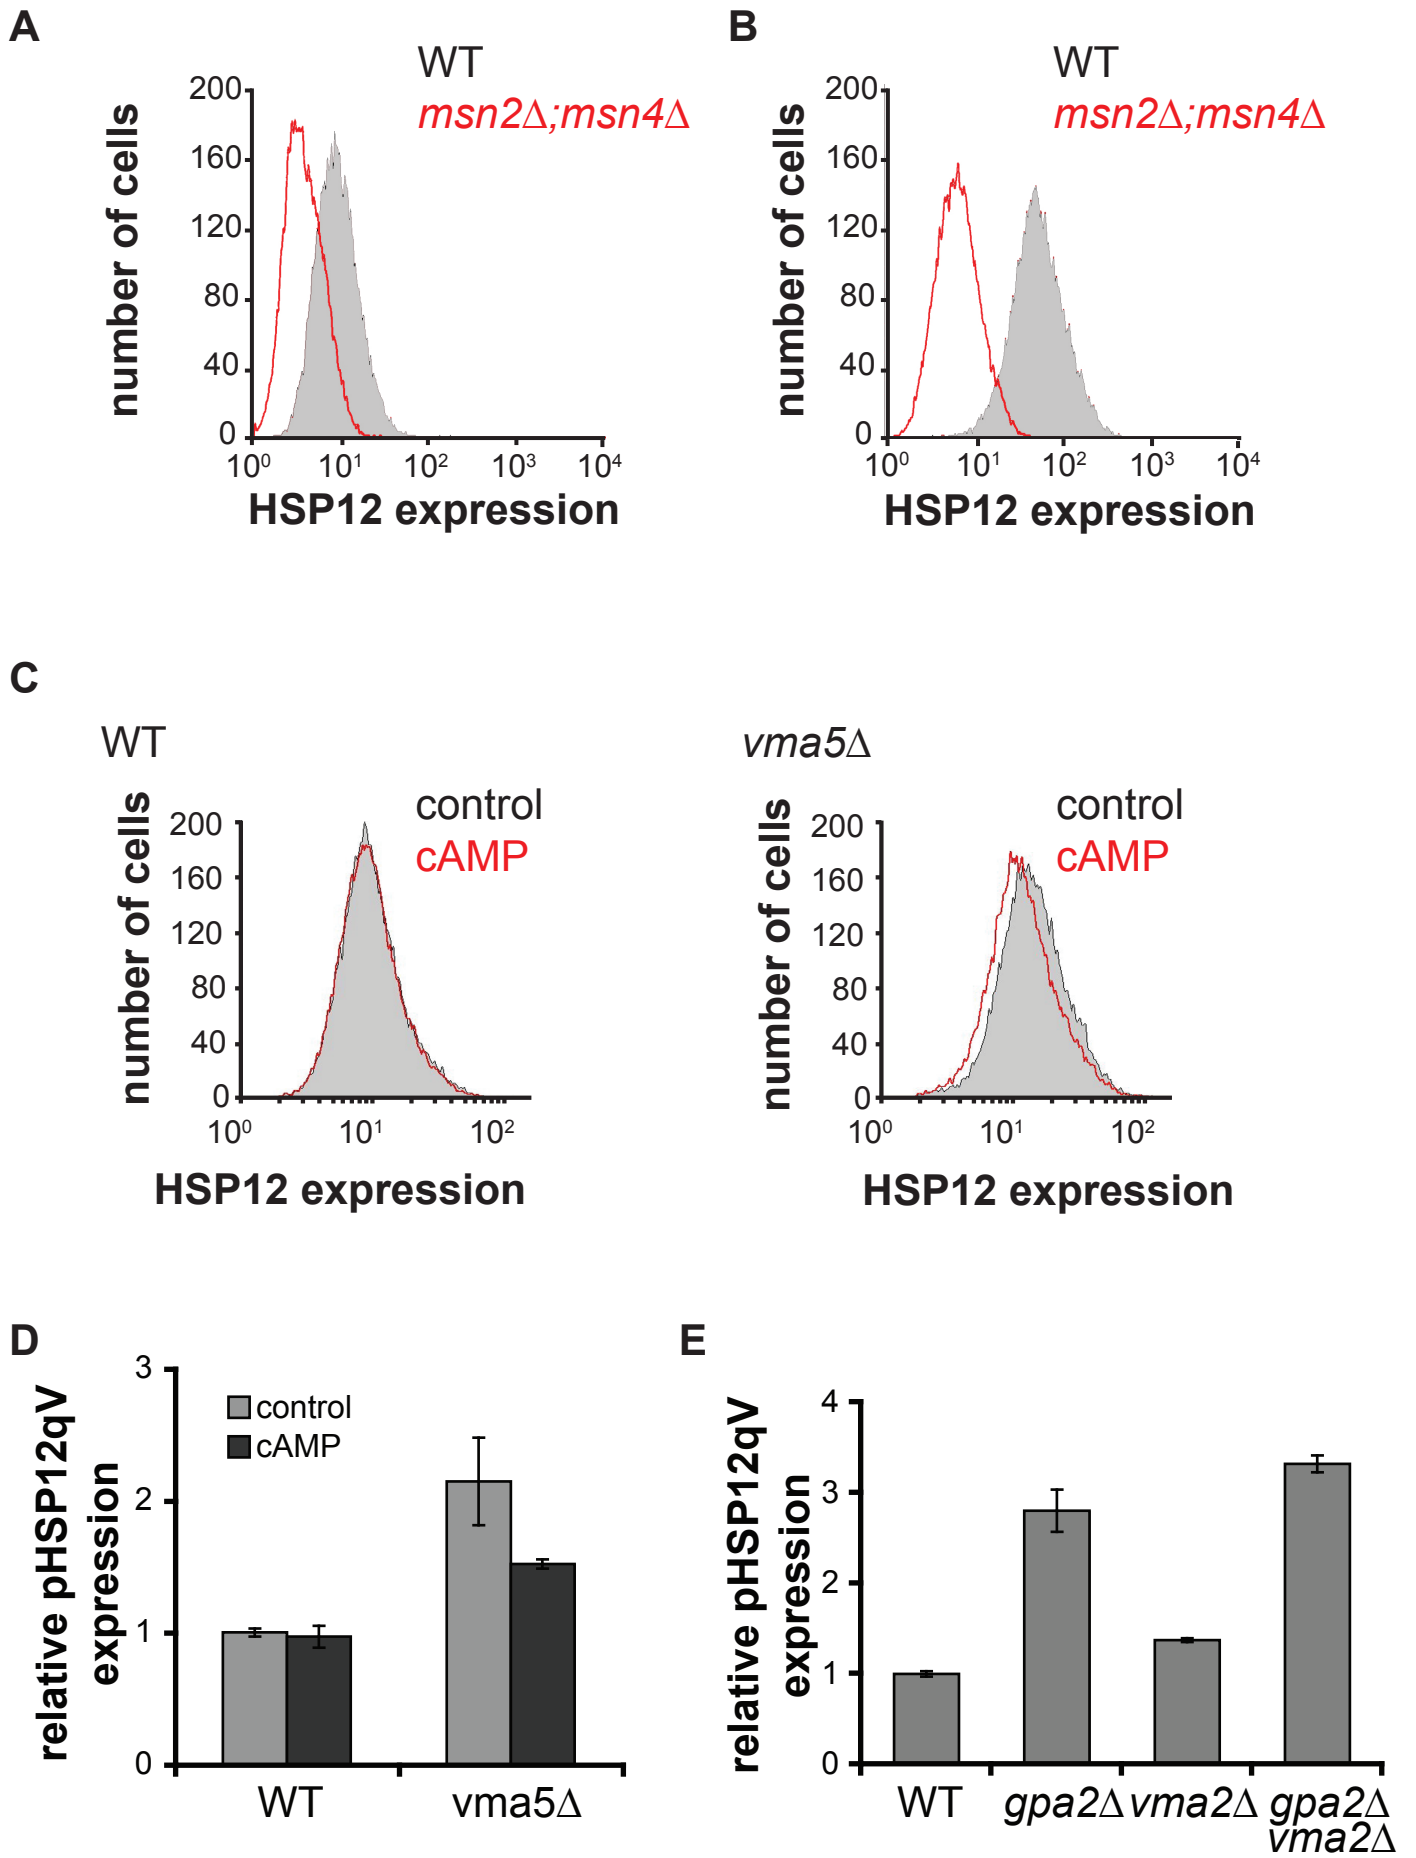 A
WT
msn2Δ;msn4Δ
number of cells
200
160
120
80
40
0
10⁰ 10¹ 10² 10³ 10⁴
HSP12 expression
B
WT
msn2Δ;msn4Δ
number of cells
200
160
120
80
40
0
10⁰ 10¹ 10² 10³ 10⁴
HSP12 expression
C
WT
control
cAMP
number of cells
200
160
120
80
40
0
10⁰ 10¹ 10²
HSP12 expression
vma5Δ
control
cAMP
number of cells
200
160
120
80
40
0
10⁰ 10¹ 10²
HSP12 expression
D
relative pHSP12qV
expression
3
2
1
0
control
cAMP
WT vma5Δ
E
relative pHSP12qV
expression
4
3
2
1
0
WT gpa2Δ vma2Δ gpa2Δ
vma2Δ